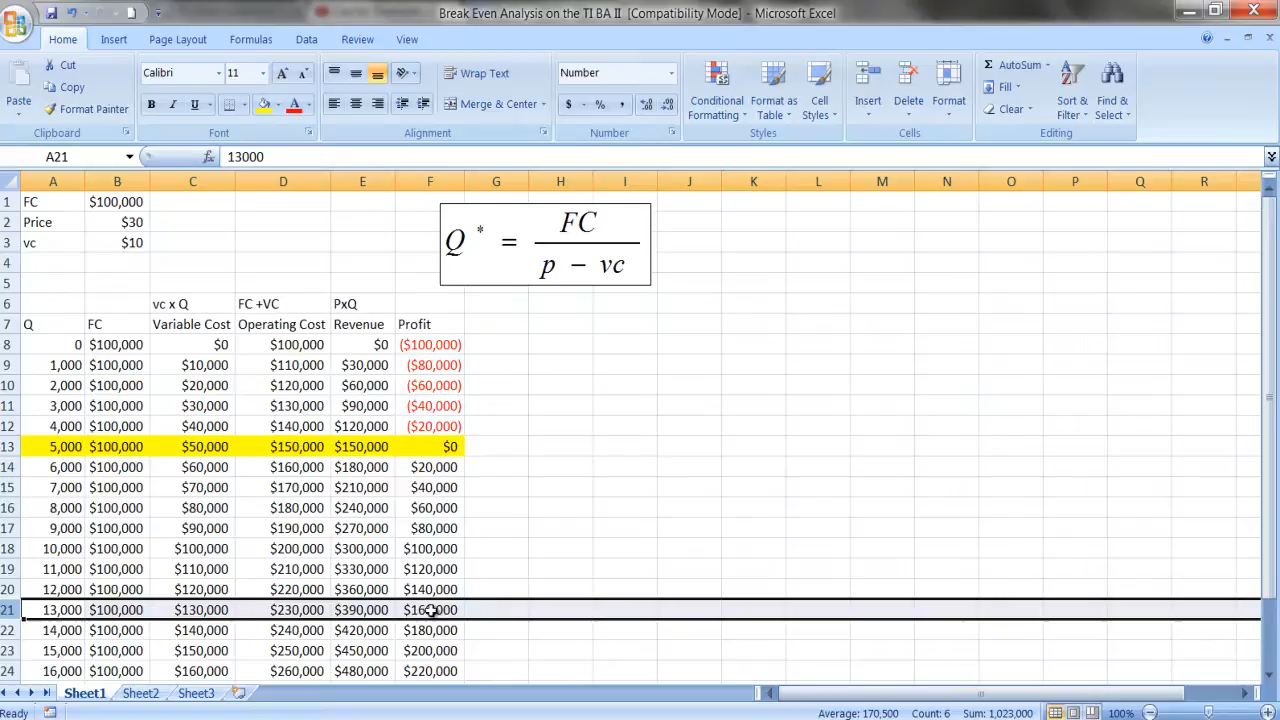 Break Even Analysis on the TI BA II [Compatibility Mode] - Microsoft Excel
Home Insert Page Layout Formulas Data Review View
Paste Cut Copy Format Painter
Calibri 11
B I U A
Wrap Text
Merge & Center
Number
$ % ,
Conditional Formatting Format as Table Cell Styles
Insert Delete Format
Σ AutoSum Fill Clear
Sort & Filter Find & Select
Clipboard Font Alignment Number Styles Cells Editing
A21 fx 13000
A B C D E F G H I J K L M N O P Q R
1 FC $100,000
2 Price $30
3 vc $10
Q* = FC / p − vc
4
5
6 vc x Q FC +VC PxQ
7 Q FC Variable Cost Operating Cost Revenue Profit
8 0 $100,000 $0 $100,000 $0 ($100,000)
9 1,000 $100,000 $10,000 $110,000 $30,000 ($80,000)
10 2,000 $100,000 $20,000 $120,000 $60,000 ($60,000)
11 3,000 $100,000 $30,000 $130,000 $90,000 ($40,000)
12 4,000 $100,000 $40,000 $140,000 $120,000 ($20,000)
13 5,000 $100,000 $50,000 $150,000 $150,000 $0
14 6,000 $100,000 $60,000 $160,000 $180,000 $20,000
15 7,000 $100,000 $70,000 $170,000 $210,000 $40,000
16 8,000 $100,000 $80,000 $180,000 $240,000 $60,000
17 9,000 $100,000 $90,000 $190,000 $270,000 $80,000
18 10,000 $100,000 $100,000 $200,000 $300,000 $100,000
19 11,000 $100,000 $110,000 $210,000 $330,000 $120,000
20 12,000 $100,000 $120,000 $220,000 $360,000 $140,000
21 13,000 $100,000 $130,000 $230,000 $390,000 $160,000
22 14,000 $100,000 $140,000 $240,000 $420,000 $180,000
23 15,000 $100,000 $150,000 $250,000 $450,000 $200,000
24 16,000 $100,000 $160,000 $260,000 $480,000 $220,000
Sheet1 Sheet2 Sheet3
Ready Average: 170,500 Count: 6 Sum: 1,023,000 100%